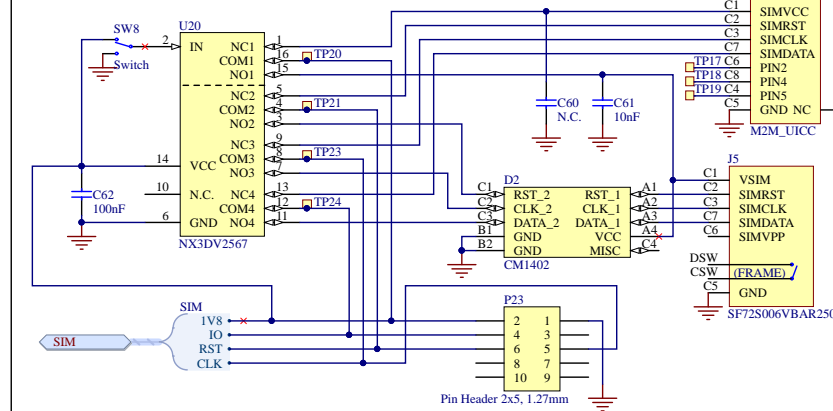 SW8
Switch
U20
2 IN
NC1 1
COM1 16 TP20
NO1 15
NC2 5
COM2 4 TP21
NO2 3
NC3 9
COM3 8 TP23
NO3 7
NC4 13
COM4 12 TP24
NO4 11
14 VCC
10 N.C.
6 GND
NX3DV2567
C62
100nF
C60
N.C.
C61
10nF
C1 SIMVCC
C2 SIMRST
C3 SIMCLK
C7 SIMDATA
TP17 C6 PIN2
TP18 C8 PIN4
TP19 C4 PIN5
C5 GND NC
M2M_UICC
D2
C1 RST_2 RST_1 A1
C2 CLK_2 CLK_1 A2
C3 DATA_2 DATA_1 A3
B1 GND VCC A4
B2 GND MISC C4
CM1402
J5
C1 VSIM
C2 SIMRST
C3 SIMCLK
C7 SIMDATA
C6 SIMVPP
DSW
CSW (FRAME)
C5 GND
SF72S006VBAR250
SIM
SIM
1V8
IO
RST
CLK
P23
2 1
4 3
6 5
8 7
10 9
Pin Header 2x5, 1.27mm